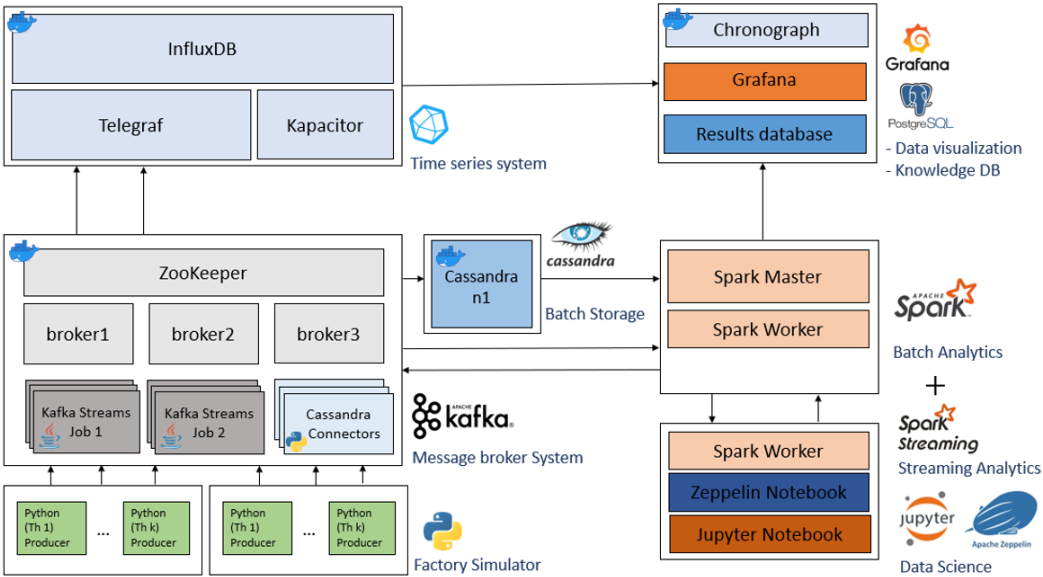 InfluxDB
Telegraf
Kapacitor
Time series system
Chronograph
Grafana
Results database
Grafana
PostgreSQL
- Data visualization
- Knowledge DB
ZooKeeper
broker1
broker2
broker3
Kafka Streams
Job 1
Kafka Streams
Job 2
Cassandra
Connectors
APACHE
kafka®
Message broker System
Cassandra
n1
cassandra
Batch Storage
Spark Master
Spark Worker
APACHE
Spark™
Batch Analytics
+
Spark
Streaming
Streaming Analytics
Spark Worker
Zeppelin Notebook
Jupyter Notebook
jupyter
Apache Zeppelin
Data Science
Python
(Th 1)
Producer
...
Python
(Th k)
Producer
Python
(Th 1)
Producer
...
Python
(Th k)
Producer
Factory Simulator